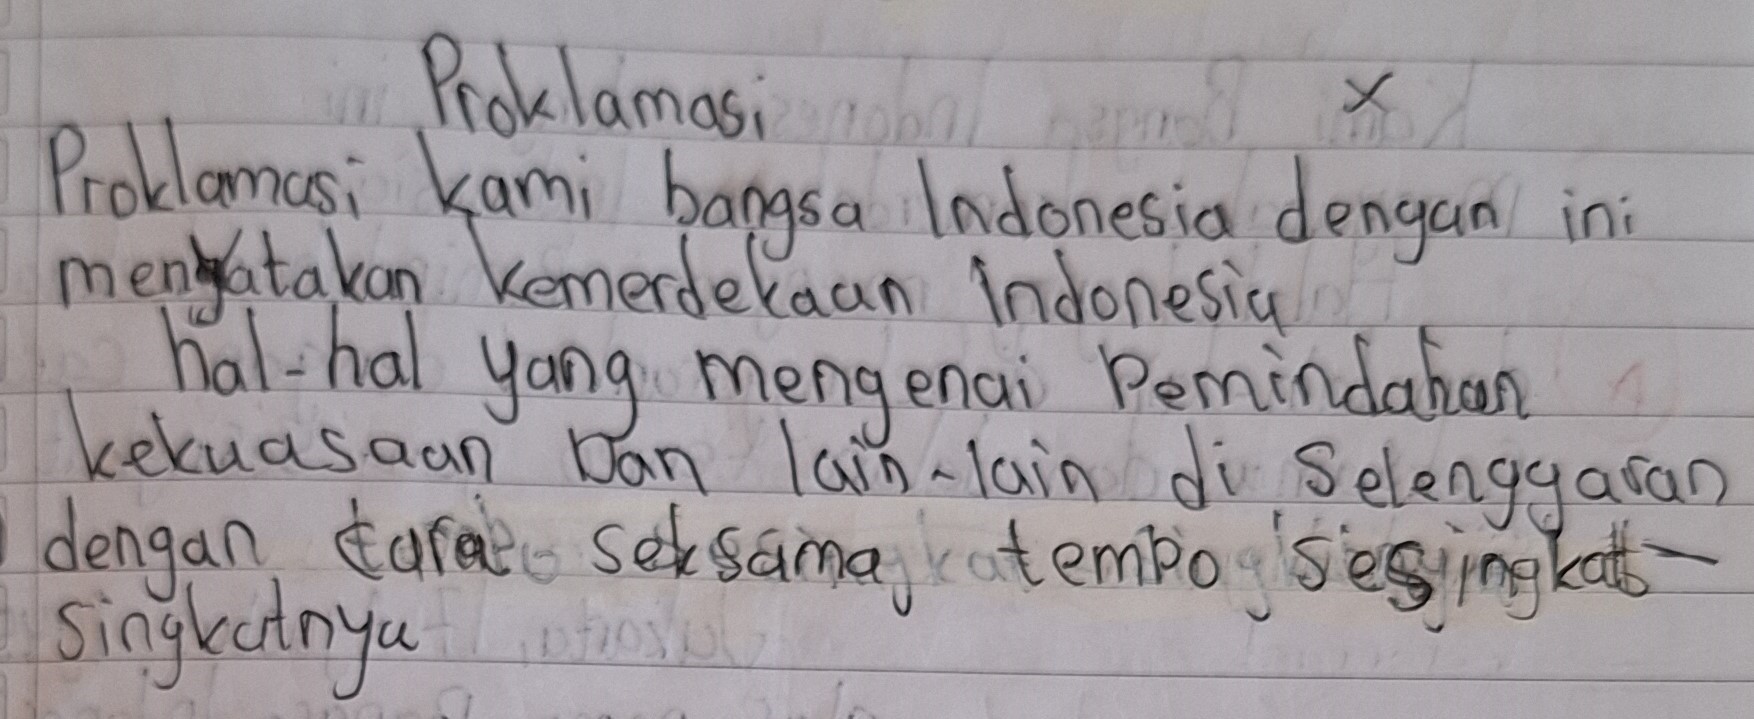 Proklamasi x
Proklamasi kami bangsa Indonesia dengan ini
menyatakan kemerdekaan indonesia
hal-hal yang mengenai Pemindahan
kekuasaan Dan lain-lain di Selenggaran
dengan seksama tempo sesingkat-
singkatnya